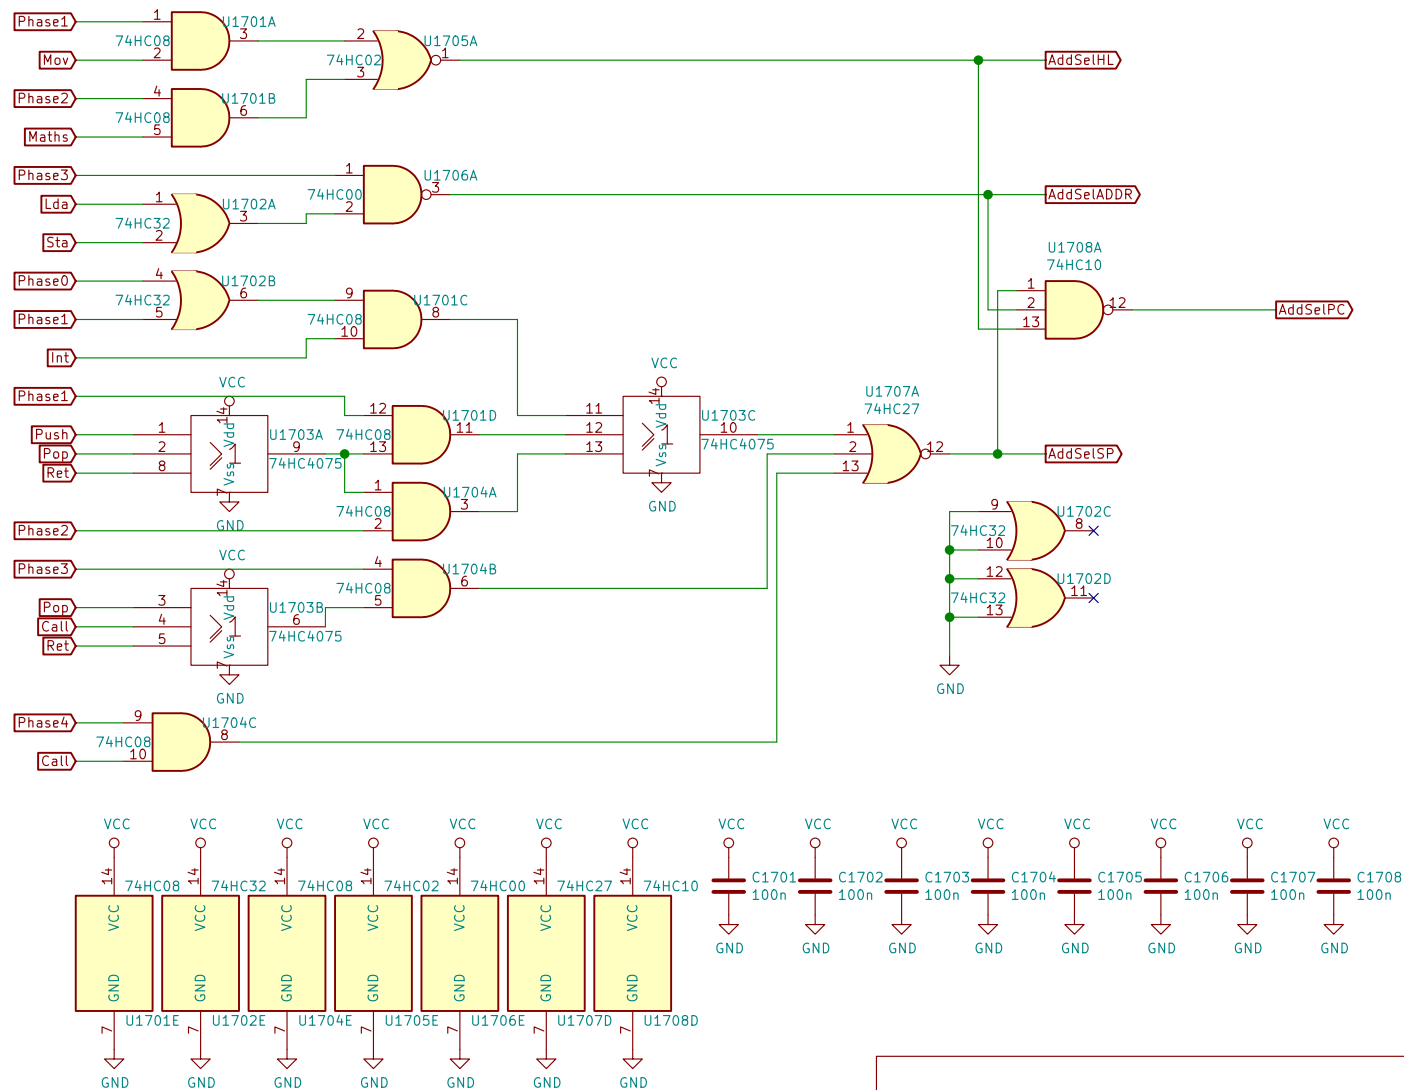 Phase1
1
U1701A
74HC08
3
Mov
2
2
U1705A
74HC02
1
3
AddSelHL
Phase2
4
U1701B
74HC08
6
Maths
5
Phase3
1
U1706A
74HC00
3
2
AddSelADDR
Lda
1
U1702A
3
74HC32
Sta
2
Phase0
4
U1702B
74HC32
6
Phase1
5
9
U1701C
74HC08
8
10
Int
U1708A
74HC10
1
2
12
13
AddSelPC
Phase1
VCC
14
Vdd
Push
1
U1703A
Pop
2
9
74HC4075
Ret
8
Vss
7
GND
12
U1701D
74HC08
11
13
1
U1704A
74HC08
3
2
Phase2
VCC
14
Vdd
11
U1703C
12
10
74HC4075
13
Vss
7
GND
U1707A
74HC27
1
2
12
13
AddSelSP
9
U1702C
74HC32
8
10
12
U1702D
74HC32
11
13
GND
Phase3
4
U1704B
74HC08
6
5
VCC
14
Vdd
Pop
3
U1703B
Call
4
6
74HC4075
Ret
5
Vss
7
GND
Phase4
9
U1704C
74HC08
8
Call
10
VCC VCC VCC VCC VCC VCC VCC VCC VCC VCC VCC VCC VCC VCC VCC
14 14 14 14 14 14 14
74HC08 74HC32 74HC08 74HC02 74HC00 74HC27 74HC10
C1701 C1702 C1703 C1704 C1705 C1706 C1707 C1708
100n 100n 100n 100n 100n 100n 100n 100n
VCC VCC VCC VCC VCC VCC VCC
GND GND GND GND GND GND GND GND
GND GND GND GND GND GND GND
U1701E U1702E U1704E U1705E U1706E U1707D U1708D
7 7 7 7 7 7 7
GND GND GND GND GND GND GND